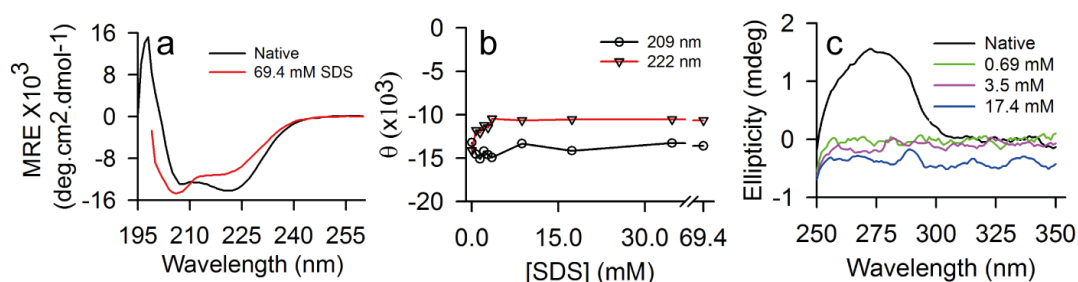 a
MRE X10³
(deg.cm2.dmol-1)
16
8
0
-8
-16
195
210
225
240
255
Wavelength (nm)
Native
69.4 mM SDS
b
θ (x10³)
0
-5
-10
-15
-20
0.0
15.0
30.0
69.4
[SDS] (mM)
209 nm
222 nm
c
Ellipticity (mdeg)
2
1
0
-1
250
275
300
325
350
Wavelength (nm)
Native
0.69 mM
3.5 mM
17.4 mM